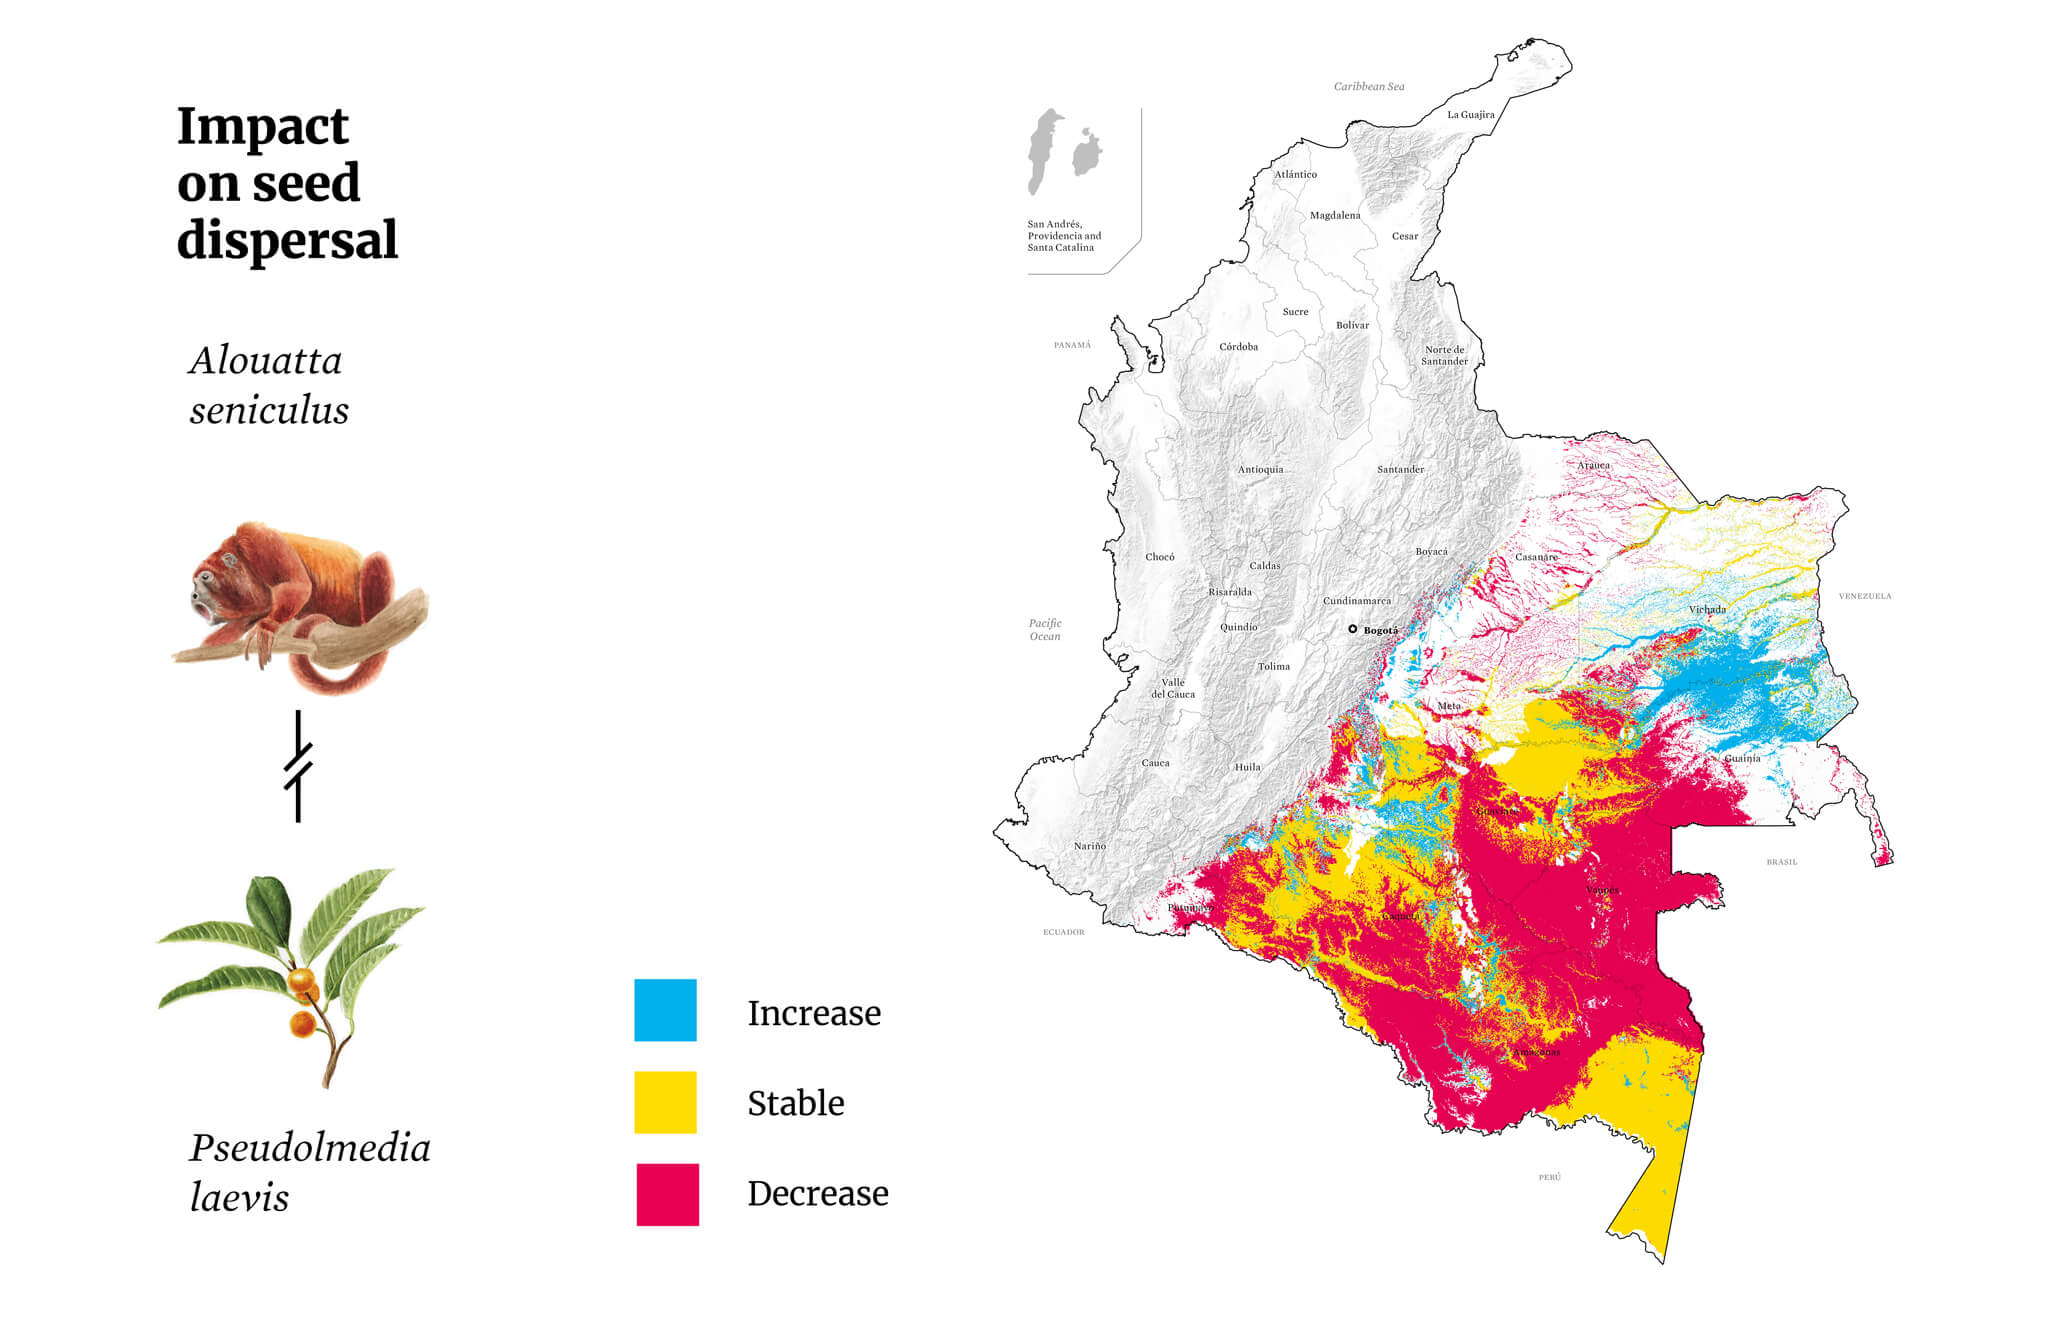 Impact
on seed
dispersal
Alouatta
seniculus
Pseudolmedia
laevis
Increase
Stable
Decrease
San Andrés,
Providencia and
Santa Catalina
Caribbean Sea
La Guajira
Atlántico
Magdalena
Cesar
Sucre
Bolívar
Córdoba
Norte de
Santander
PANAMÁ
Antioquia
Santander
Arauca
Chocó
Caldas
Boyacá
Casanare
Risaralda
Cundinamarca
Vichada
VENEZUELA
Pacific
Ocean
Quindío
Bogotá
Tolima
Valle
del Cauca
Meta
Cauca
Huila
Guainía
Guaviare
Nariño
BRASIL
Vaupés
Putumayo
Caquetá
ECUADOR
Amazonas
PERÚ